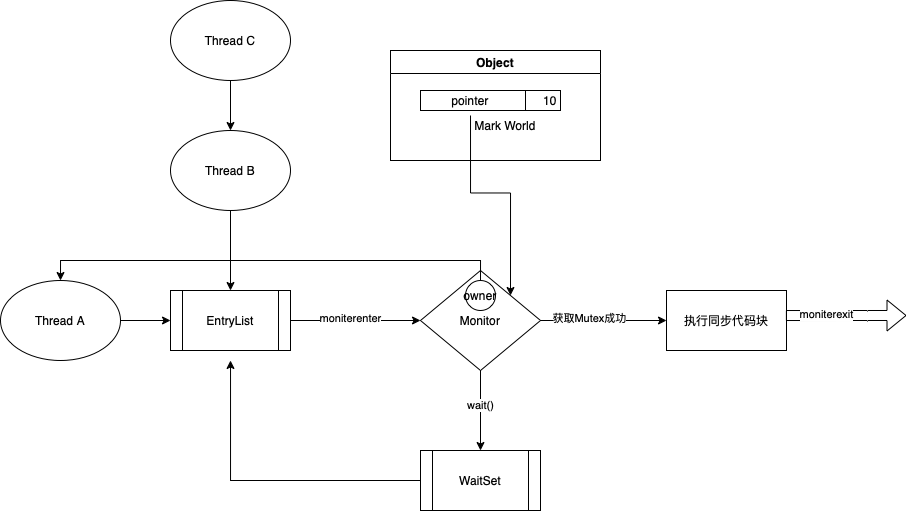 Thread C
Object
pointer
10
Mark World
Thread B
owner
Thread A
EntryList
moniterenter
Monitor
获取Mutex成功
执行同步代码块
moniterexit
wait()
WaitSet